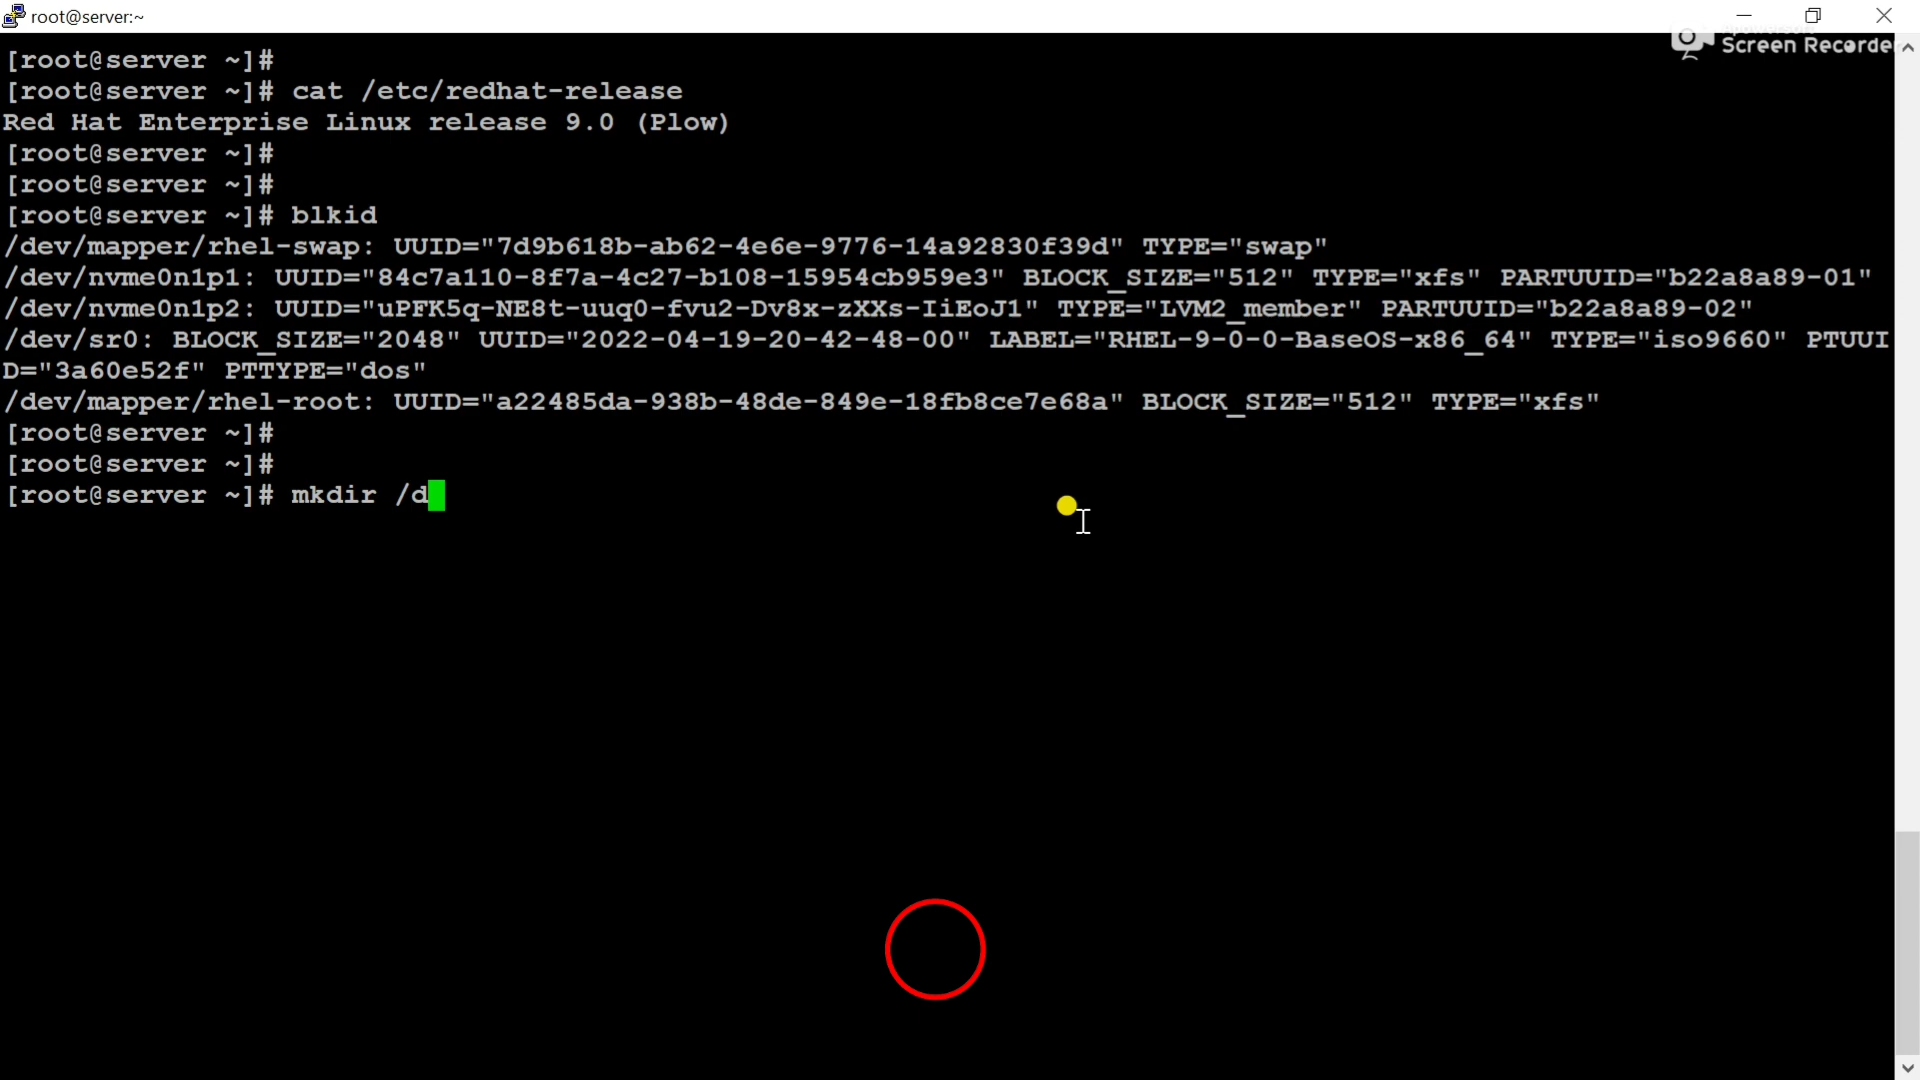 root@server:~
Screen Recorder
[root@server ~]#
[root@server ~]# cat /etc/redhat-release
Red Hat Enterprise Linux release 9.0 (Plow)
[root@server ~]#
[root@server ~]#
[root@server ~]# blkid
/dev/mapper/rhel-swap: UUID="7d9b618b-ab62-4e6e-9776-14a92830f39d" TYPE="swap"
/dev/nvme0n1p1: UUID="84c7a110-8f7a-4c27-b108-15954cb959e3" BLOCK_SIZE="512" TYPE="xfs" PARTUUID="b22a8a89-01"
/dev/nvme0n1p2: UUID="uPFK5q-NE8t-uuq0-fvu2-Dv8x-zXXs-IiEoJ1" TYPE="LVM2_member" PARTUUID="b22a8a89-02"
/dev/sr0: BLOCK_SIZE="2048" UUID="2022-04-19-20-42-48-00" LABEL="RHEL-9-0-0-BaseOS-x86_64" TYPE="iso9660" PTUUI
D="3a60e52f" PTTYPE="dos"
/dev/mapper/rhel-root: UUID="a22485da-938b-48de-849e-18fb8ce7e68a" BLOCK_SIZE="512" TYPE="xfs"
[root@server ~]#
[root@server ~]#
[root@server ~]# mkdir /d